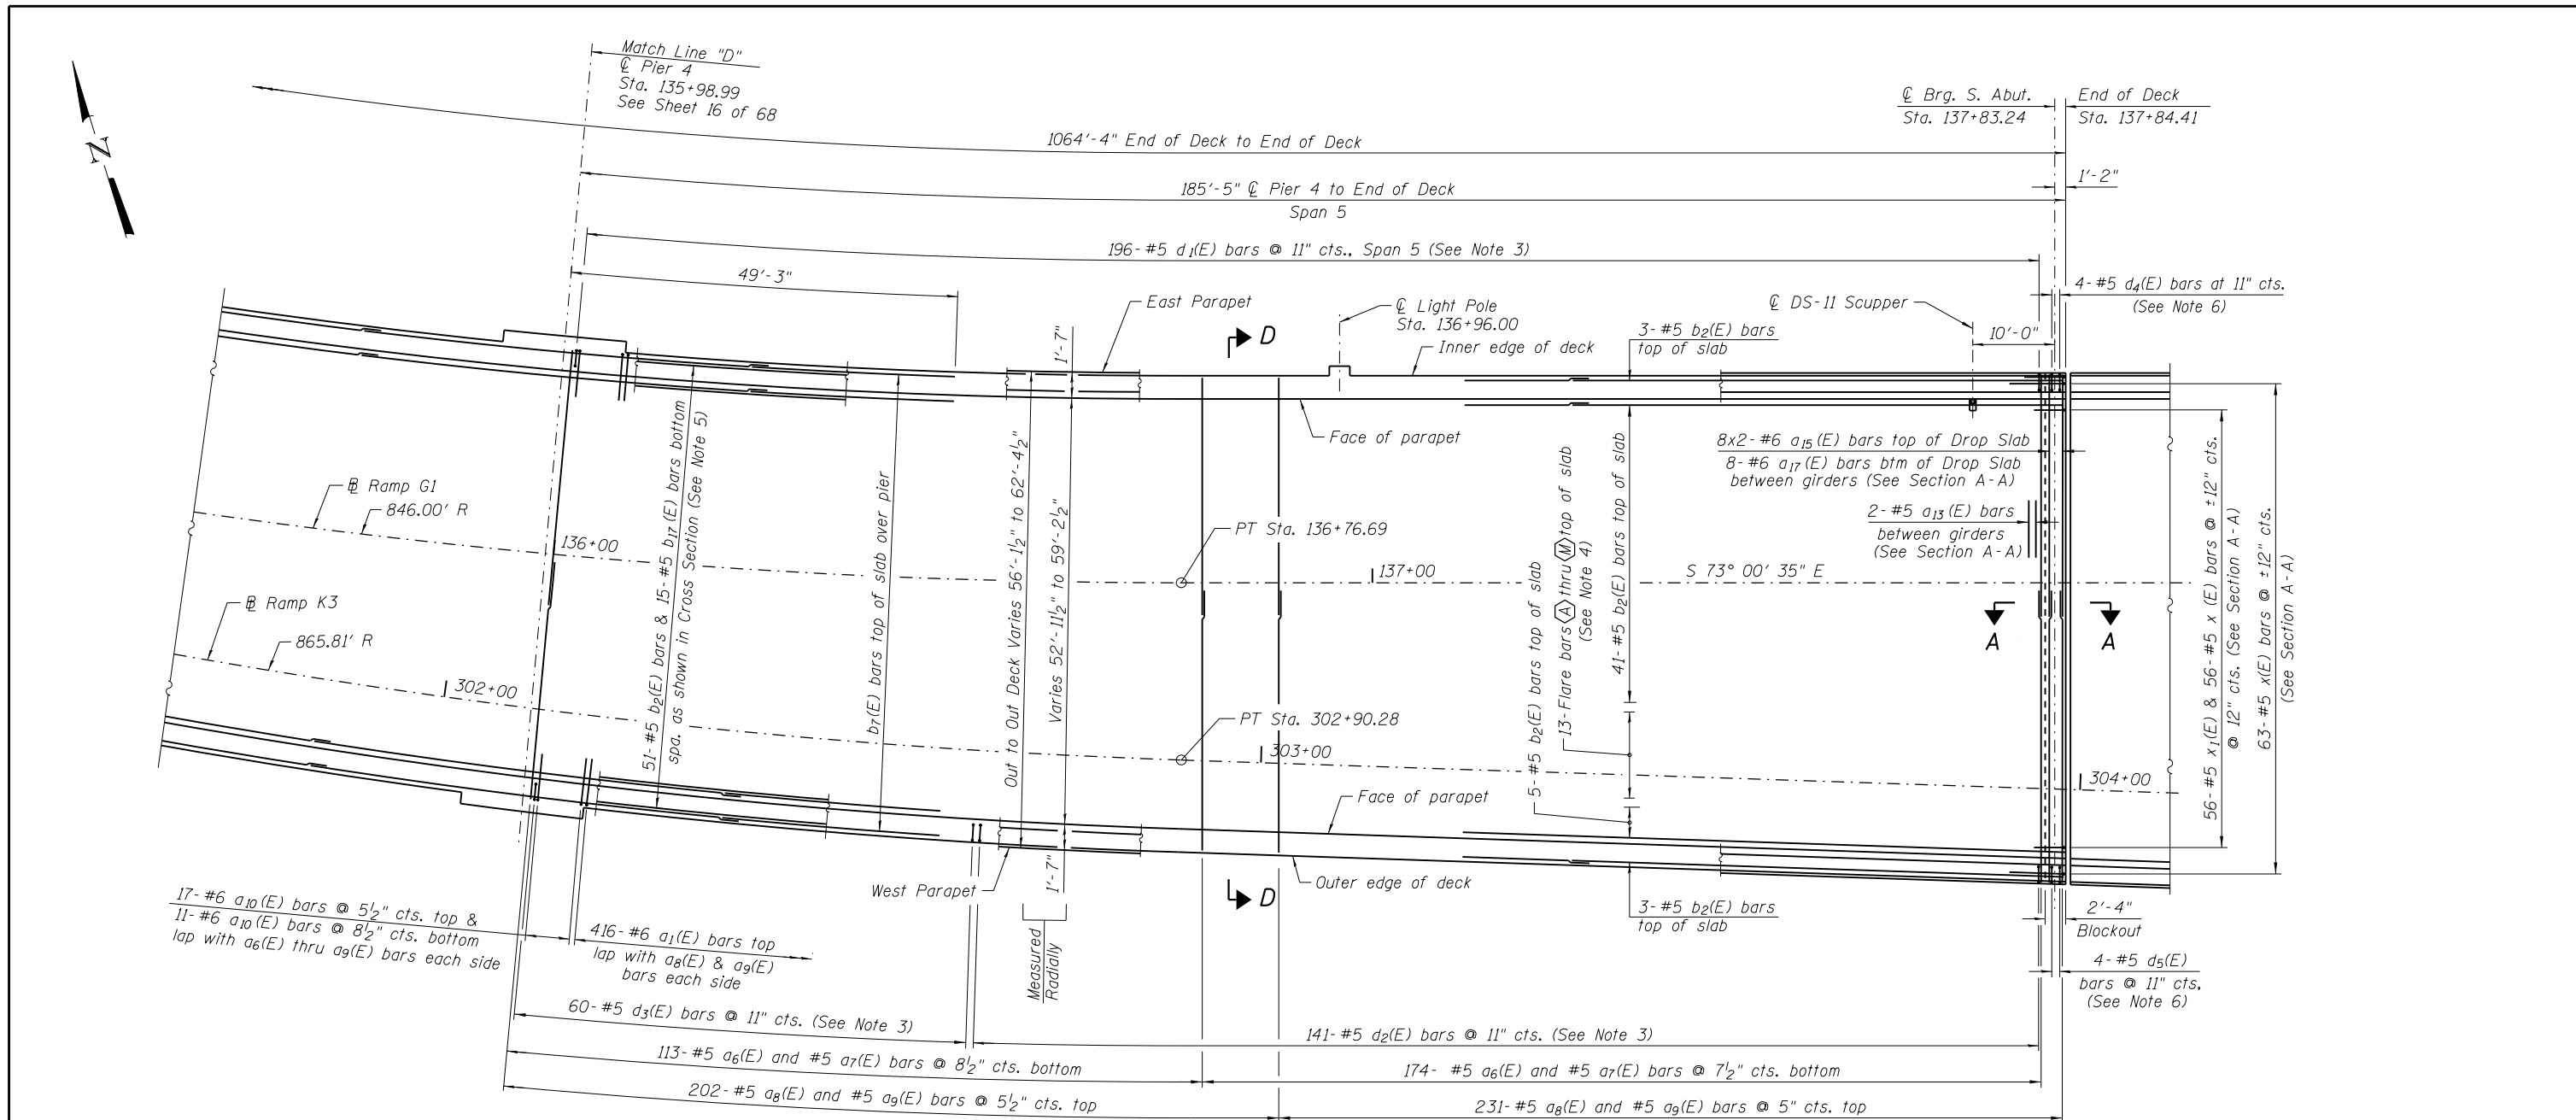 Match Line "D"
℄ Pier 4
Sta. 135+98.99
See Sheet 16 of 68
℄ Brg. S. Abut.
Sta. 137+83.24
End of Deck
Sta. 137+84.41
N
1064'-4" End of Deck to End of Deck
185'-5" ℄ Pier 4 to End of Deck
Span 5
1'-2"
196-#5 d1(E) bars @ 11" cts., Span 5 (See Note 3)
49'-3"
4-#5 d4(E) bars at 11" cts.
(See Note 6)
East Parapet
℄ Light Pole
Sta. 136+96.00
℄ DS-11 Scupper
10'-0"
D
1'-7"
Inner edge of deck
3-#5 b2(E) bars
top of slab
Face of parapet
8x2-#6 a15(E) bars top of Drop Slab
8-#6 a17(E) bars btm of Drop Slab
between girders (See Section A-A)
2-#5 a13(E) bars
between girders
(See Section A-A)
51-#5 b2(E) bars & 15-#5 b17(E) bars bottom
spa. as shown in Cross Section (See Note 5)
b7(E) bars top of slab over pier
Out to Out Deck Varies 56'-1½" to 62'-4½"
Varies 52'-11½" to 59'-2½"
5-#5 b2(E) bars top of slab
13-Flare bars A thru M top of slab
(See Note 4)
41-#5 b2(E) bars top of slab
56-#5 x1(E) & 56-#5 x (E) bars @ ±12" cts.
@ 12" cts. (See Section A-A)
63-#5 x(E) bars @ ±12" cts.
(See Section A-A)
℄ Ramp G1
846.00' R
136+00
PT Sta. 136+76.69
137+00
S 73° 00' 35" E
℄ Ramp K3
865.81' R
302+00
A
A
PT Sta. 302+90.28
303+00
304+00
Face of parapet
West Parapet
1'-7"
Outer edge of deck
D
3-#5 b2(E) bars
top of slab
2'-4"
Blockout
Measured
Radially
17-#6 a10(E) bars @ 5½" cts. top &
11-#6 a10(E) bars @ 8½" cts. bottom
lap with a6(E) thru a9(E) bars each side
416-#6 a1(E) bars top
lap with a8(E) & a9(E)
bars each side
4-#5 d5(E)
bars @ 11" cts.
(See Note 6)
60-#5 d3(E) bars @ 11" cts. (See Note 3)
141-#5 d2(E) bars @ 11" cts. (See Note 3)
113-#5 a6(E) and #5 a7(E) bars @ 8½" cts. bottom
174- #5 a6(E) and #5 a7(E) bars @ 7½" cts. bottom
202-#5 a8(E) and #5 a9(E) bars @ 5½" cts. top
231-#5 a8(E) and #5 a9(E) bars @ 5" cts. top